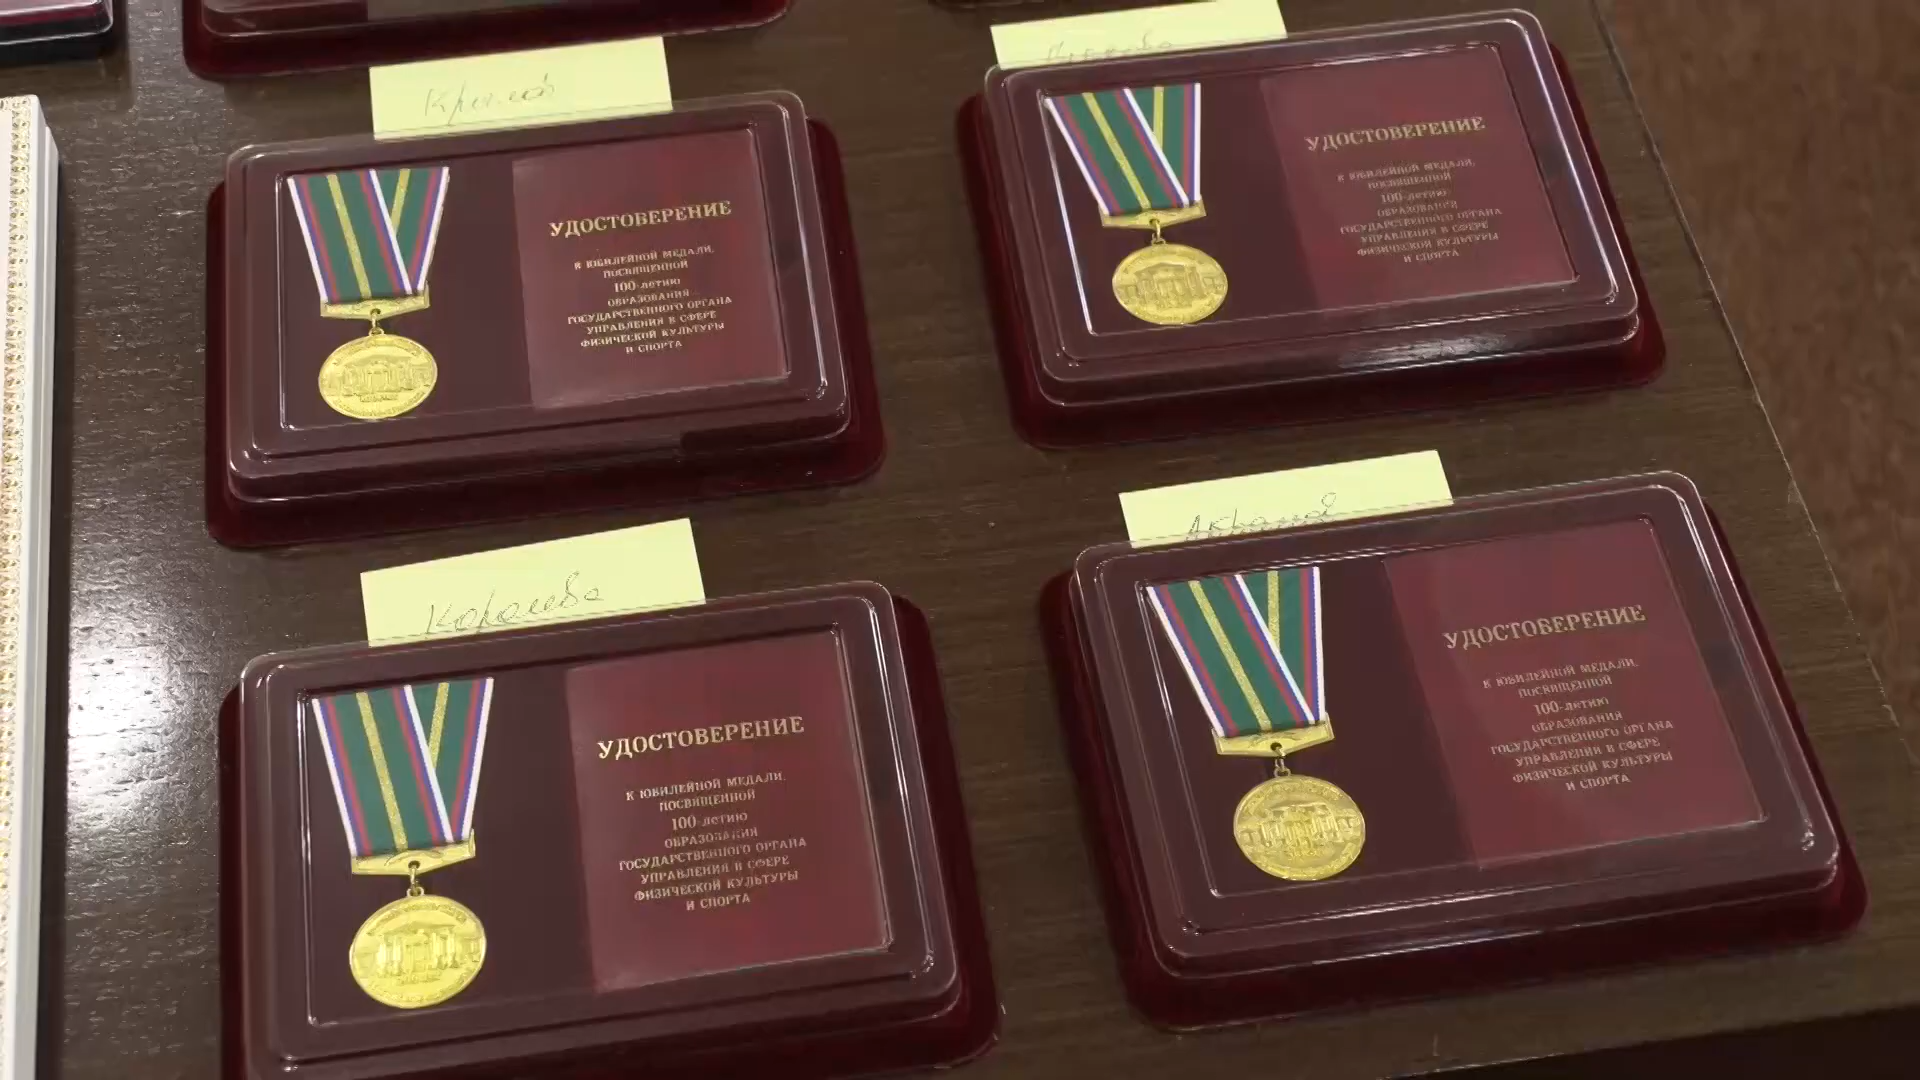 Крылов
УДОСТОВЕРЕНИЕ
К ЮБИЛЕЙНОЙ МЕДАЛИ,
ПОСВЯЩЕННОЙ
100-летию
ОБРАЗОВАНИЯ
ГОСУДАРСТВЕННОГО ОРГАНА
УПРАВЛЕНИЯ В СФЕРЕ
ФИЗИЧЕСКОЙ КУЛЬТУРЫ
И СПОРТА
УДОСТОВЕРЕНИЕ
К ЮБИЛЕЙНОЙ МЕДАЛИ,
ПОСВЯЩЕННОЙ
100-летию
ОБРАЗОВАНИЯ
ГОСУДАРСТВЕННОГО ОРГАНА
УПРАВЛЕНИЯ В СФЕРЕ
ФИЗИЧЕСКОЙ КУЛЬТУРЫ
И СПОРТА
Королева
УДОСТОВЕРЕНИЕ
К ЮБИЛЕЙНОЙ МЕДАЛИ,
ПОСВЯЩЕННОЙ
100-летию
ОБРАЗОВАНИЯ
ГОСУДАРСТВЕННОГО ОРГАНА
УПРАВЛЕНИЯ В СФЕРЕ
ФИЗИЧЕСКОЙ КУЛЬТУРЫ
И СПОРТА
УДОСТОВЕРЕНИЕ
К ЮБИЛЕЙНОЙ МЕДАЛИ,
ПОСВЯЩЕННОЙ
100-летию
ОБРАЗОВАНИЯ
ГОСУДАРСТВЕННОГО ОРГАНА
УПРАВЛЕНИЯ В СФЕРЕ
ФИЗИЧЕСКОЙ КУЛЬТУРЫ
И СПОРТА